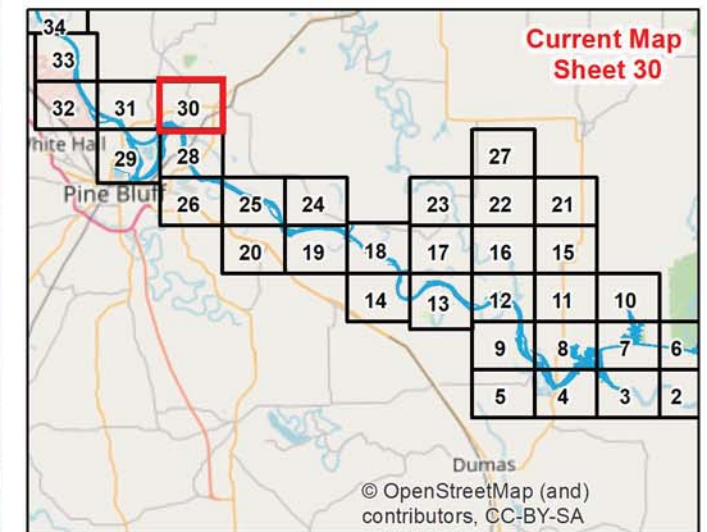 34
Current Map
Sheet 30
33
32 31 30
hite Hall
29 28 27
Pine Bluff
26 25 24 23 22 21
20 19 18 17 16 15
14 13 12 11 10
9 8 7 6
5 4 3 2
Dumas
© OpenStreetMap (and)
contributors, CC-BY-SA